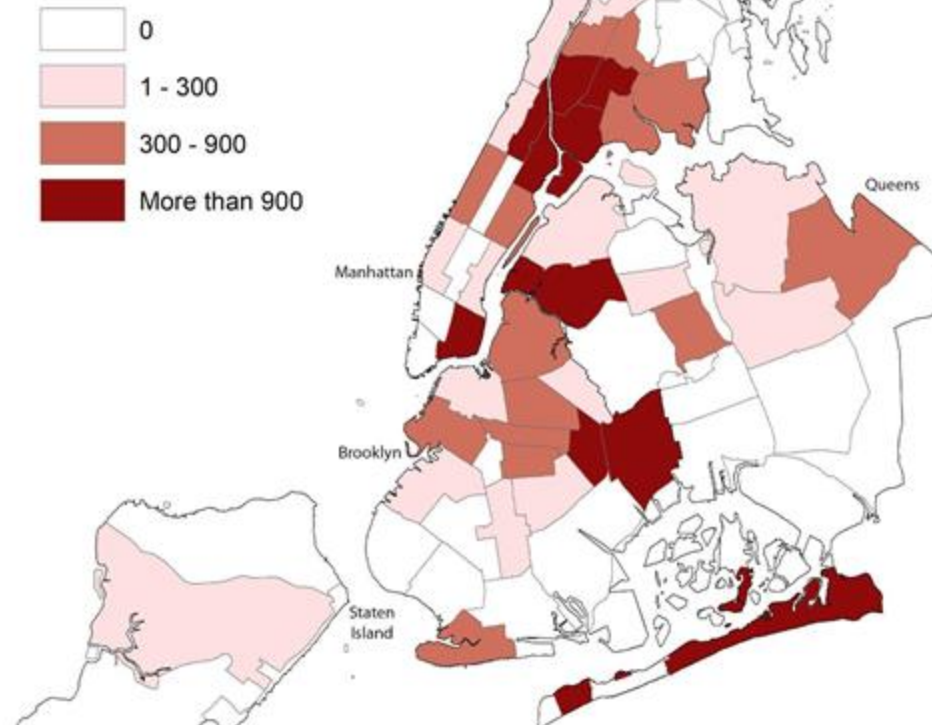 0
1 - 300
300 - 900
More than 900
Queens
Manhattan
Brooklyn
Staten
Island